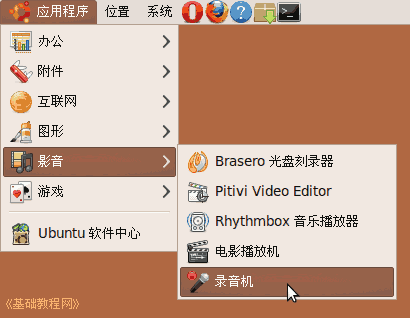 应用程序 位置 系统
办公
附件
互联网
图形
影音
Brasero 光盘刻录器
Pitivi Video Editor
游戏
Rhythmbox 音乐播放器
Ubuntu 软件中心
电影播放机
录音机
《基础教程网》